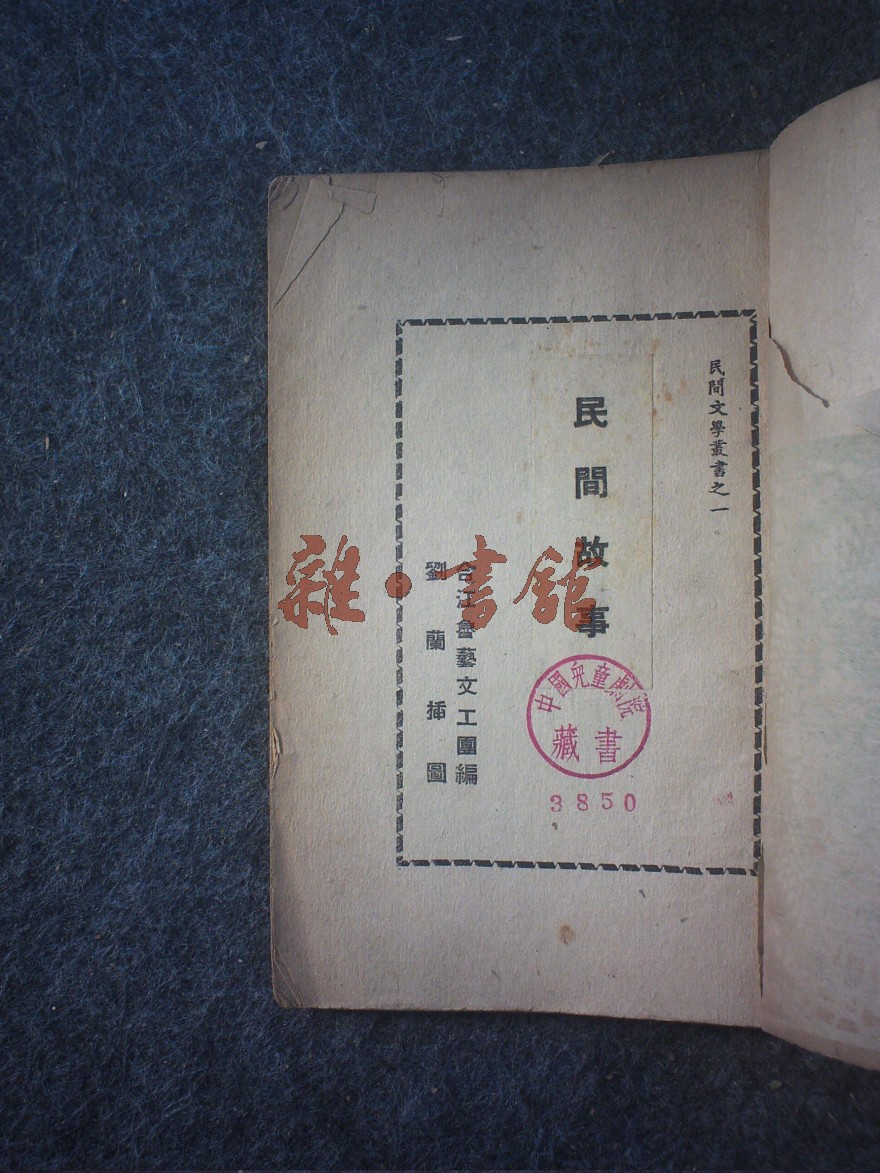 民間文學叢書之一
民間故事
合江魯藝文工團編
劉蘭插圖
中國兒童劇院
藏書
3850
雜·書館